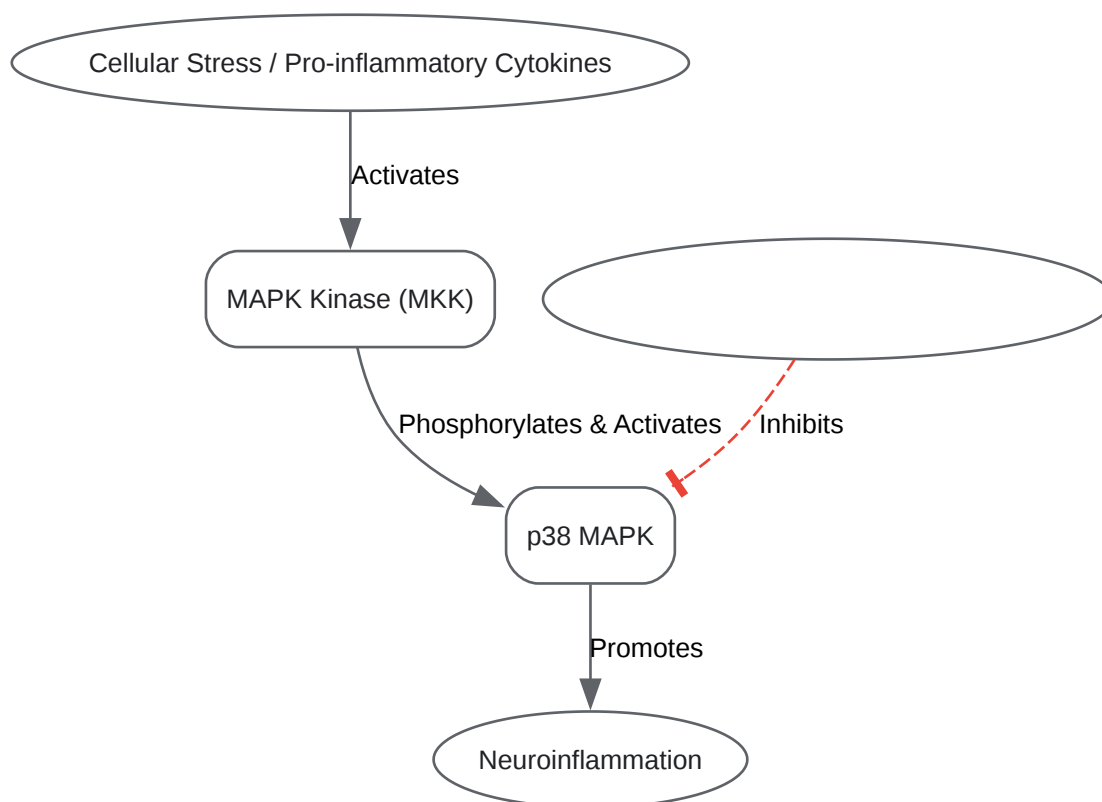 Cellular Stress / Pro-inflammatory Cytokines
Activates
MAPK Kinase (MKK)
Phosphorylates & Activates
Inhibits
p38 MAPK
Promotes
Neuroinflammation